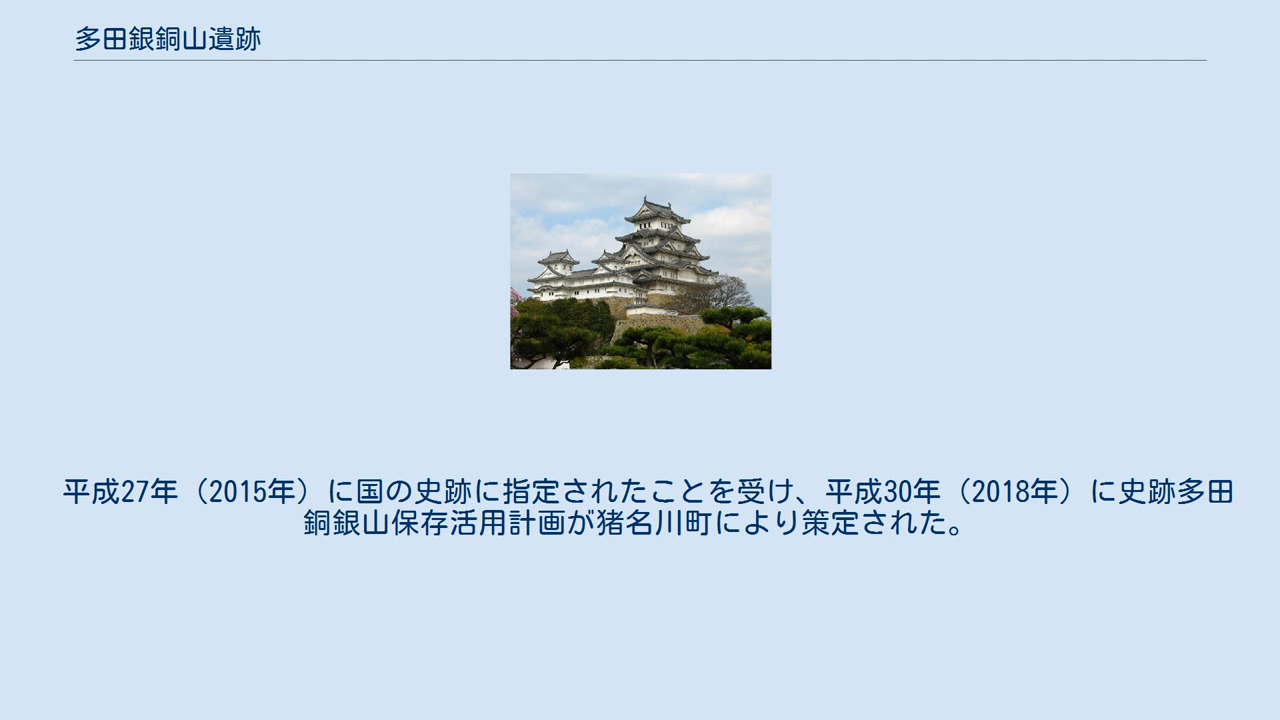 多田銀銅山遺跡
平成27年（2015年）に国の史跡に指定されたことを受け、平成30年（2018年）に史跡多田
銅銀山保存活用計画が猪名川町により策定された。